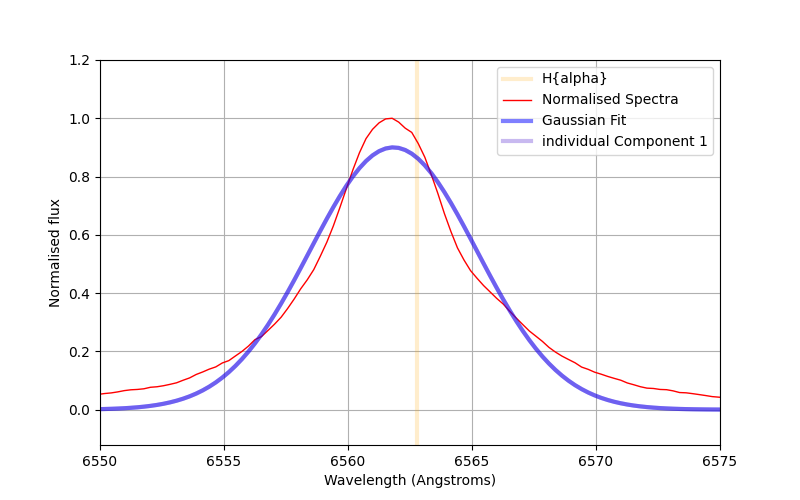 1.2
1.0
0.8
0.6
0.4
0.2
0.0
Normalised flux
H{alpha}
Normalised Spectra
Gaussian Fit
individual Component 1
6550 6555 6560 6565 6570 6575
Wavelength (Angstroms)